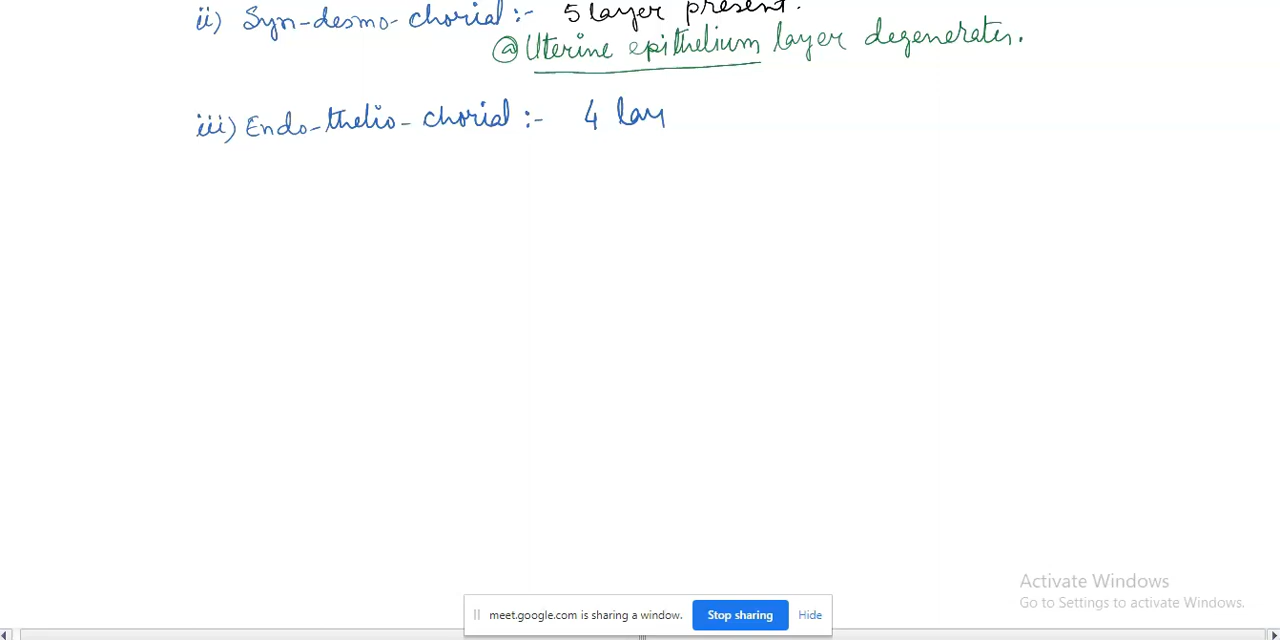 ii) Syn-desmo-chorial :- 5 layer present.
@ Uterine epithelium layer degenerates.
iii) Endo-thelio-chorial :- 4 lay
Activate Windows
Go to Settings to activate Windows.
meet.google.com is sharing a window. Stop sharing Hide